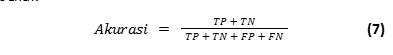 Akurasi = TP + TN / TP + TN + FP + FN (7)